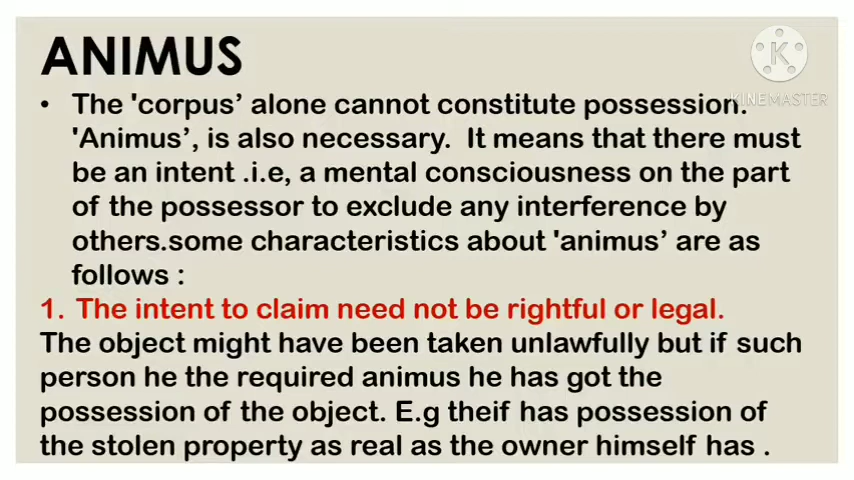 ANIMUS
• The 'corpus' alone cannot constitute possession.
'Animus', is also necessary. It means that there must
be an intent .i.e, a mental consciousness on the part
of the possessor to exclude any interference by
others.some characteristics about 'animus' are as
follows :
1. The intent to claim need not be rightful or legal.
The object might have been taken unlawfully but if such
person he the required animus he has got the
possession of the object. E.g theif has possession of
the stolen property as real as the owner himself has .
K
KINEMASTER